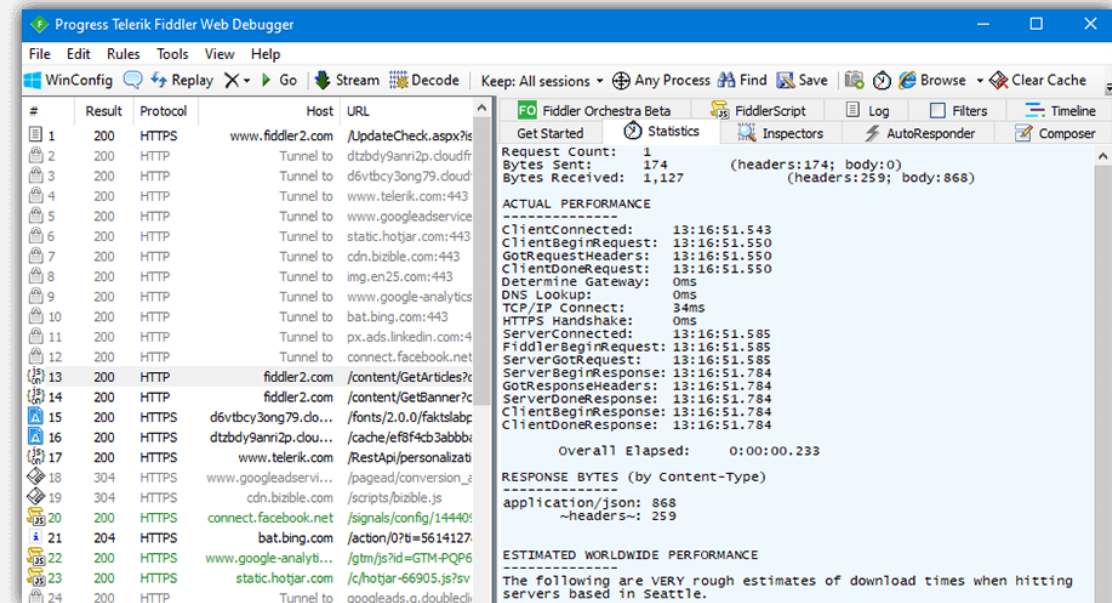 Progress Telerik Fiddler Web Debugger
File Edit Rules Tools View Help
WinConfig Replay Go Stream Decode Keep: All sessions Any Process Find Save Browse Clear Cache
# Result Protocol Host URL
1 200 HTTPS www.fiddler2.com /UpdateCheck.aspx?is
2 200 HTTP Tunnel to dtzbdy9anri2p.cloudfr
3 200 HTTP Tunnel to d6vtbcy3ong79.cloud
4 200 HTTP Tunnel to www.telerik.com:443
5 200 HTTP Tunnel to www.googleadservice
6 200 HTTP Tunnel to static.hotjar.com:443
7 200 HTTP Tunnel to cdn.bizible.com:443
8 200 HTTP Tunnel to img.en25.com:443
9 200 HTTP Tunnel to www.google-analytics
10 200 HTTP Tunnel to bat.bing.com:443
11 200 HTTP Tunnel to px.ads.linkedin.com:4
12 200 HTTP Tunnel to connect.facebook.net
13 200 HTTP fiddler2.com /content/GetArticles?c
14 200 HTTP fiddler2.com /content/GetBanner?c
15 200 HTTPS d6vtbcy3ong79.clo... /fonts/2.0.0/faktslabp
16 200 HTTPS dtzbdy9anri2p.clou... /cache/ef8f4cb3abbba
17 200 HTTPS www.telerik.com /RestApi/personalizati
18 304 HTTPS www.googleadservi... /pagead/conversion_a
19 304 HTTPS cdn.bizible.com /scripts/bizible.js
20 200 HTTPS connect.facebook.net /signals/config/144409
21 204 HTTPS bat.bing.com /action/0?ti=5614127
22 200 HTTPS www.google-analyti... /gtm/js?id=GTM-PQP6
23 200 HTTPS static.hotjar.com /c/hotjar-66905.js?sv
24 200 HTTP Tunnel to googleads.g.doublecli
FO Fiddler Orchestra Beta FiddlerScript Log Filters Timeline
Get Started Statistics Inspectors AutoResponder Composer
Request Count: 1
Bytes Sent: 174 (headers:174; body:0)
Bytes Received: 1,127 (headers:259; body:868)
ACTUAL PERFORMANCE
--------------
ClientConnected: 13:16:51.543
ClientBeginRequest: 13:16:51.550
GotRequestHeaders: 13:16:51.550
ClientDoneRequest: 13:16:51.550
Determine Gateway: 0ms
DNS Lookup: 0ms
TCP/IP Connect: 34ms
HTTPS Handshake: 0ms
ServerConnected: 13:16:51.585
FiddlerBeginRequest: 13:16:51.585
ServerGotRequest: 13:16:51.585
ServerBeginResponse: 13:16:51.784
GotResponseHeaders: 13:16:51.784
ServerDoneResponse: 13:16:51.784
ClientBeginResponse: 13:16:51.784
ClientDoneResponse: 13:16:51.784
Overall Elapsed: 0:00:00.233
RESPONSE BYTES (by Content-Type)
--------------
application/json: 868
~headers~: 259
ESTIMATED WORLDWIDE PERFORMANCE
--------------
The following are VERY rough estimates of download times when hitting
servers based in Seattle.